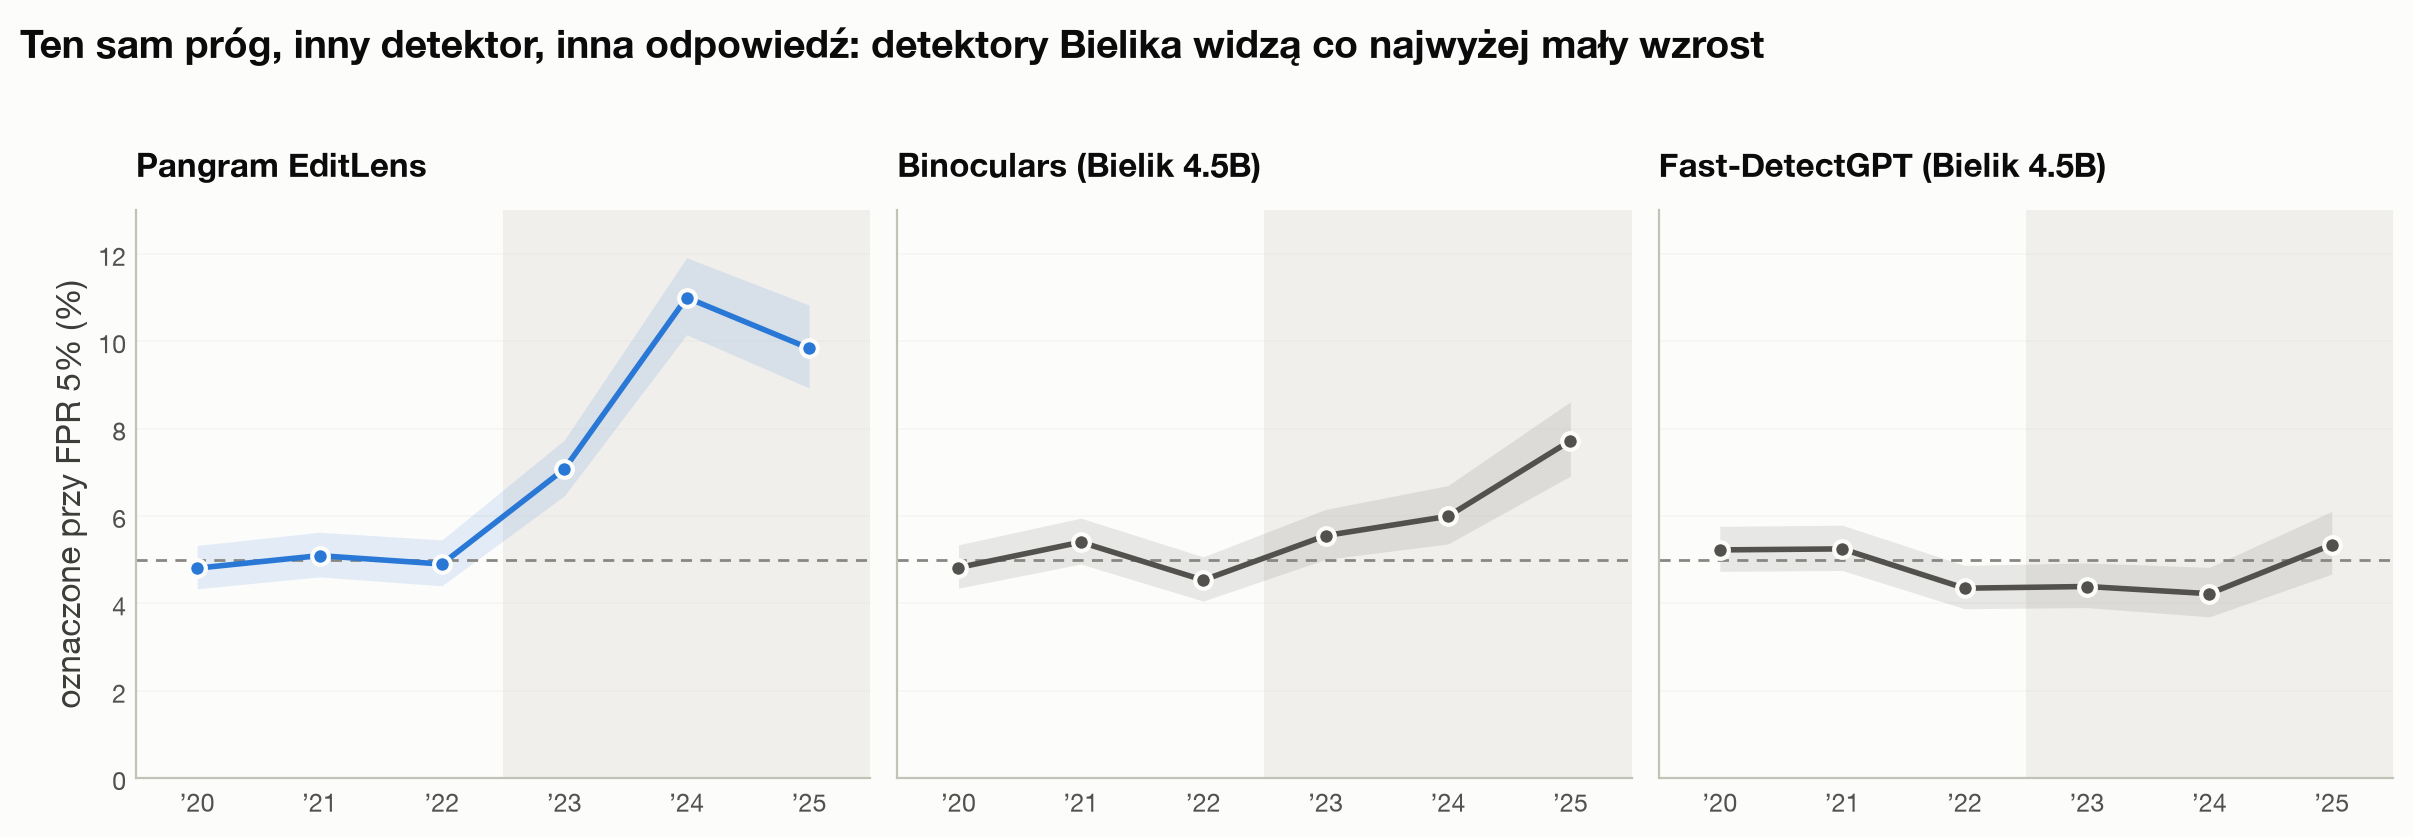 Ten sam próg, inny detektor, inna odpowiedź: detektory Bielika widzą co najwyżej mały wzrost
Pangram EditLens
Binoculars (Bielik 4.5B)
Fast-DetectGPT (Bielik 4.5B)
oznaczone przy FPR 5% (%)
12
10
8
6
4
2
0
’20 ’21 ’22 ’23 ’24 ’25
’20 ’21 ’22 ’23 ’24 ’25
’20 ’21 ’22 ’23 ’24 ’25